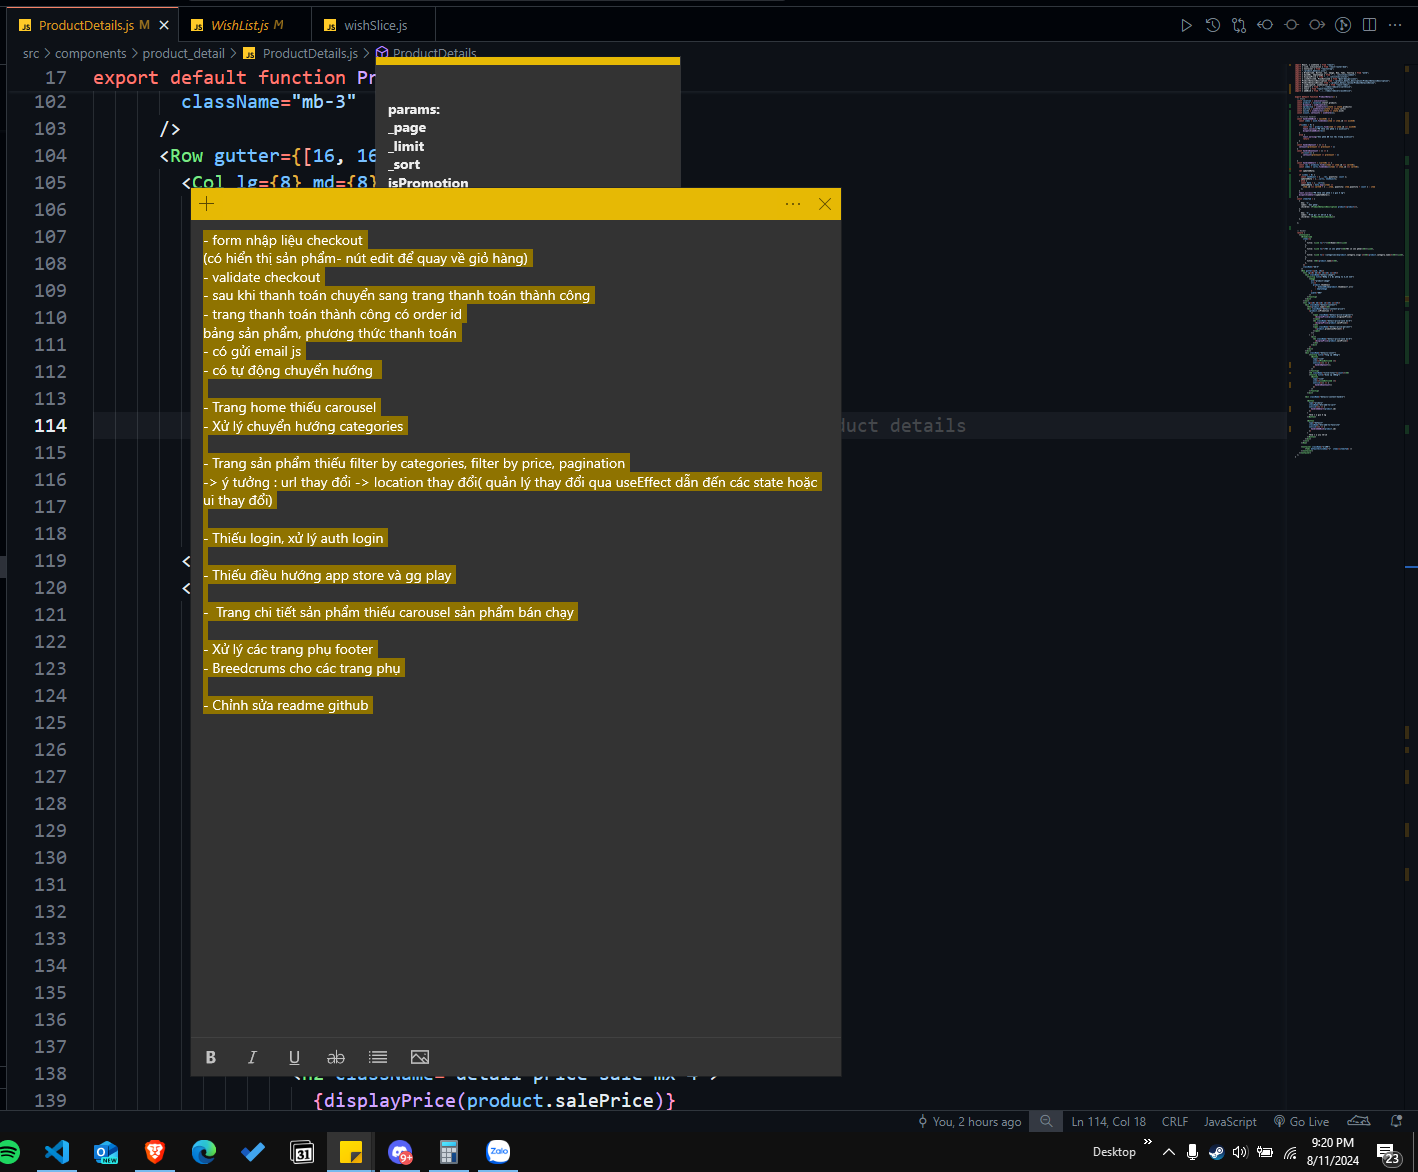 ProductDetails.js M
WishList.js M
wishSlice.js
src > components > product_detail > ProductDetails.js > ProductDetails
17 export default function Pr
102 className="mb-3"
103 />
104 <Row gutter={[16, 16
105 <Col lg={8} md={8}
106
107
108
109
110
111
112
113
114 duct details
115
116
117
118
119 <
120 <
121
122
123
124
125
126
127
128
129
130
131
132
133
134
135
136
137
138
139 {displayPrice(product.salePrice)}
params:
_page
_limit
_sort
isPromotion
- form nhập liệu checkout
(có hiển thị sản phẩm- nút edit để quay về giỏ hàng)
- validate checkout
- sau khi thanh toán chuyển sang trang thanh toán thành công
- trang thanh toán thành công có order id
bảng sản phẩm, phương thức thanh toán
- có gửi email js
- có tự động chuyển hướng
- Trang home thiếu carousel
- Xử lý chuyển hướng categories
- Trang sản phẩm thiếu filter by categories, filter by price, pagination
-> ý tưởng : url thay đổi -> location thay đổi( quản lý thay đổi qua useEffect dẫn đến các state hoặc
ui thay đổi)
- Thiếu login, xử lý auth login
- Thiếu điều hướng app store và gg play
- Trang chi tiết sản phẩm thiếu carousel sản phẩm bán chạy
- Xử lý các trang phụ footer
- Breedcrums cho các trang phụ
- Chỉnh sửa readme github
B I U ab
You, 2 hours ago
Ln 114, Col 18
CRLF
JavaScript
Go Live
NEW
31
9+
Zalo
Desktop
9:20 PM
8/11/2024
23